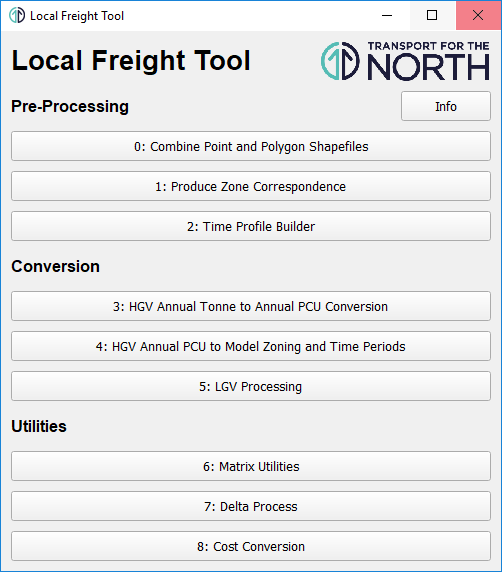 Local Freight Tool
Local Freight Tool
TRANSPORT FOR THE
NORTH
Pre-Processing
Info
0: Combine Point and Polygon Shapefiles
1: Produce Zone Correspondence
2: Time Profile Builder
Conversion
3: HGV Annual Tonne to Annual PCU Conversion
4: HGV Annual PCU to Model Zoning and Time Periods
5: LGV Processing
Utilities
6: Matrix Utilities
7: Delta Process
8: Cost Conversion